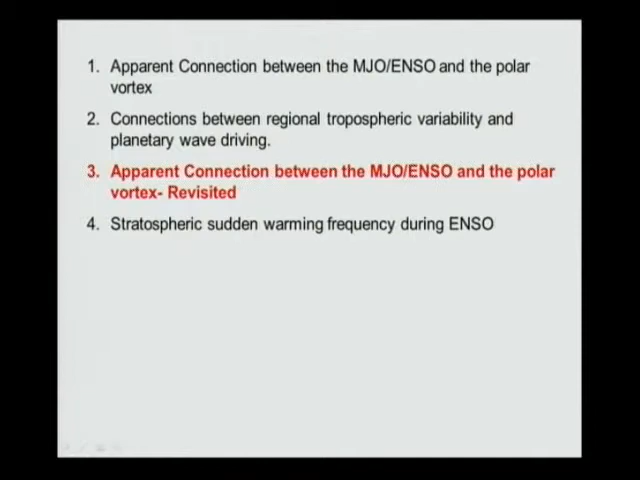 1. Apparent Connection between the MJO/ENSO and the polar
vortex
2. Connections between regional tropospheric variability and
planetary wave driving.
3. Apparent Connection between the MJO/ENSO and the polar
vortex- Revisited
4. Stratospheric sudden warming frequency during ENSO